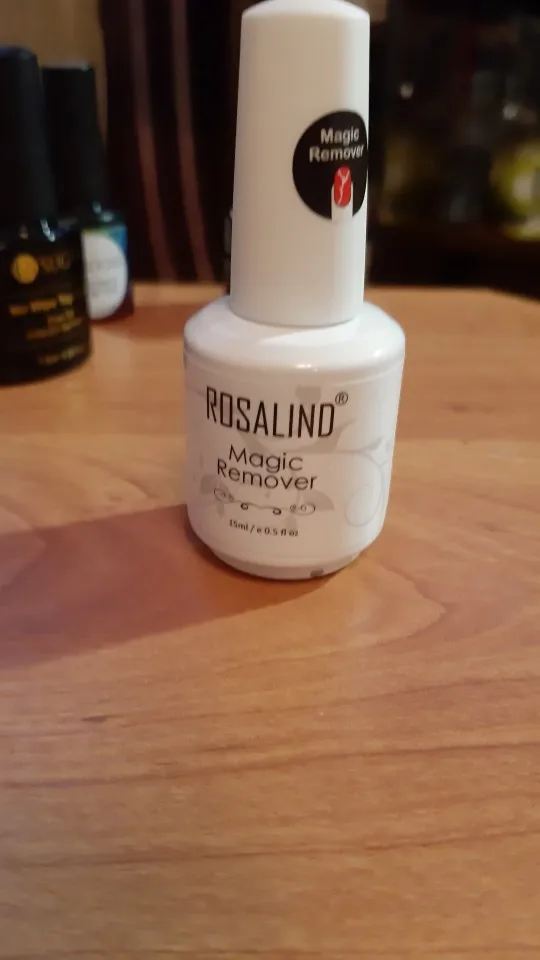 Magic
Remover
ROSALIND®
Magic
Remover
15ml / e 0.5 fl oz